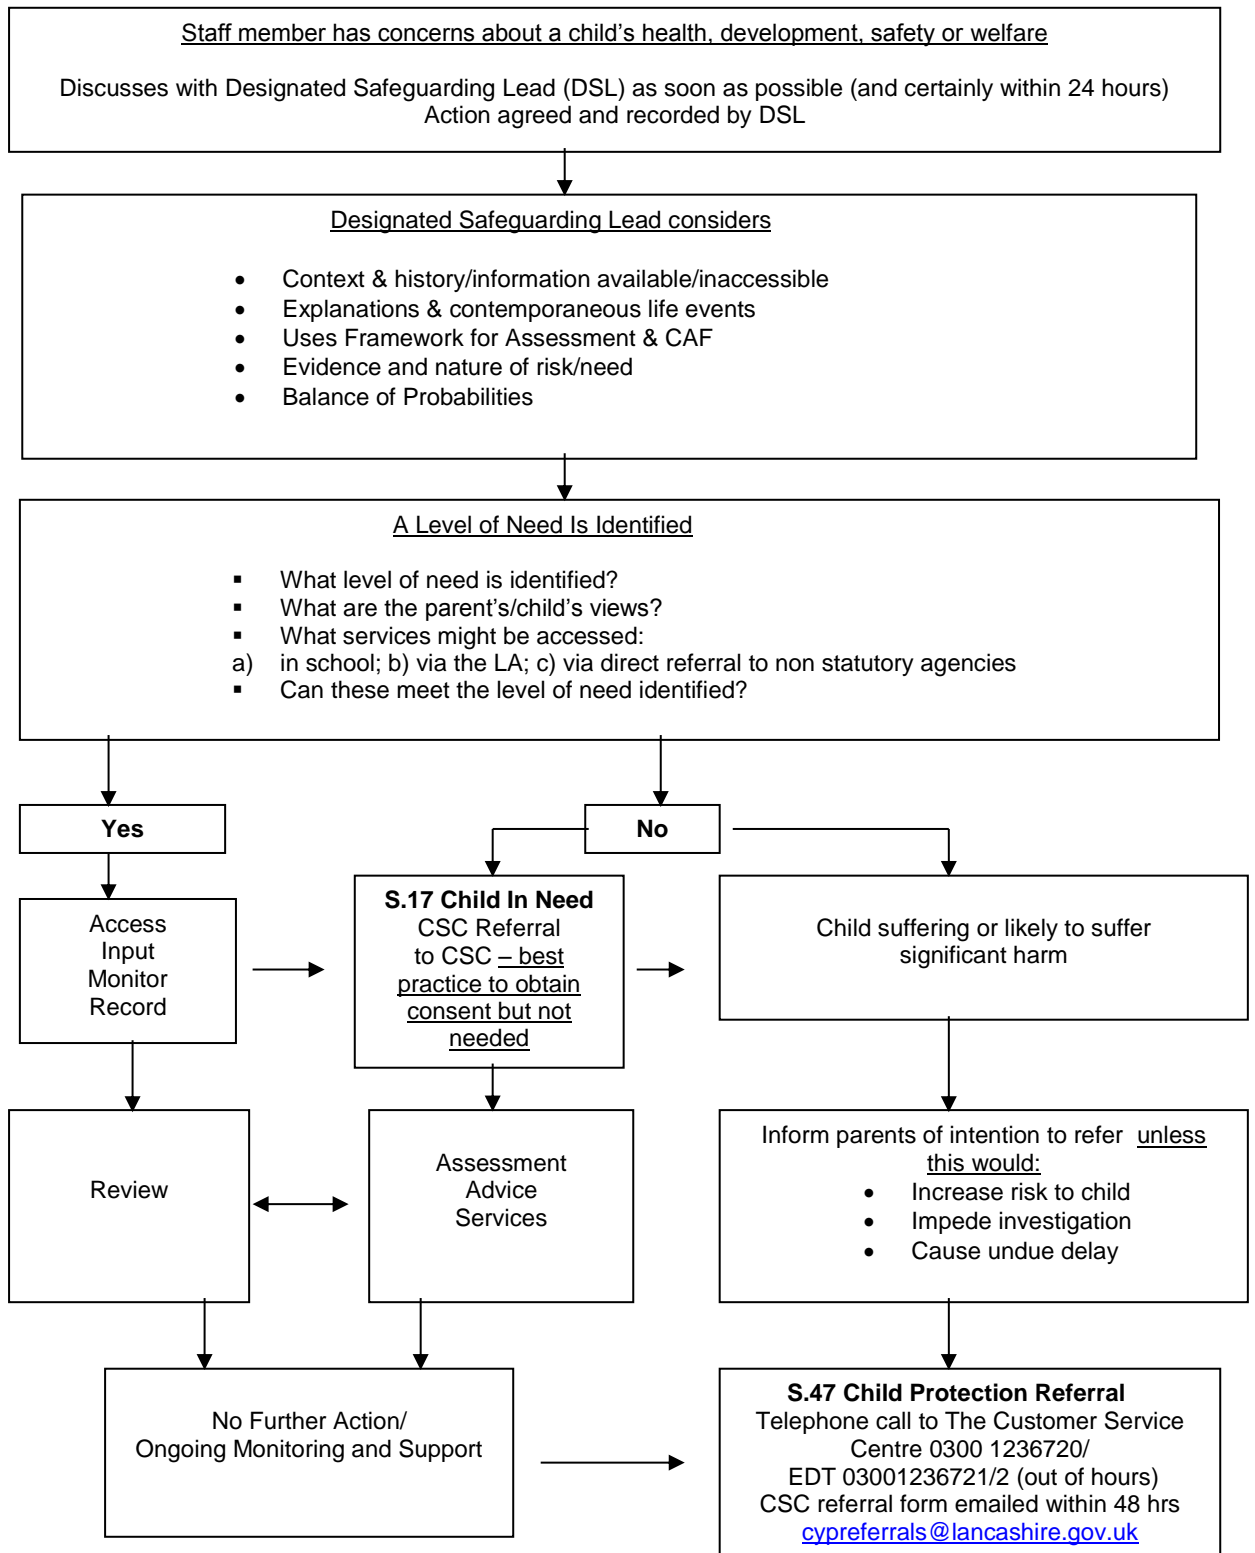 Staff member has concerns about a child's health, development, safety or welfare
Discusses with Designated Safeguarding Lead (DSL) as soon as possible (and certainly within 24 hours)
Action agreed and recorded by DSL
Designated Safeguarding Lead considers
• Context & history/information available/inaccessible
• Explanations & contemporaneous life events
• Uses Framework for Assessment & CAF
• Evidence and nature of risk/need
• Balance of Probabilities
A Level of Need Is Identified
▪ What level of need is identified?
▪ What are the parent's/child's views?
▪ What services might be accessed:
a) in school; b) via the LA; c) via direct referral to non statutory agencies
▪ Can these meet the level of need identified?
Yes
No
Access
Input
Monitor
Record
S.17 Child In Need
CSC Referral
to CSC – best
practice to obtain
consent but not
needed
Child suffering or likely to suffer
significant harm
Review
Assessment
Advice
Services
Inform parents of intention to refer unless
this would:
• Increase risk to child
• Impede investigation
• Cause undue delay
No Further Action/
Ongoing Monitoring and Support
S.47 Child Protection Referral
Telephone call to The Customer Service
Centre 0300 1236720/
EDT 03001236721/2 (out of hours)
CSC referral form emailed within 48 hrs
cypreferrals@lancashire.gov.uk